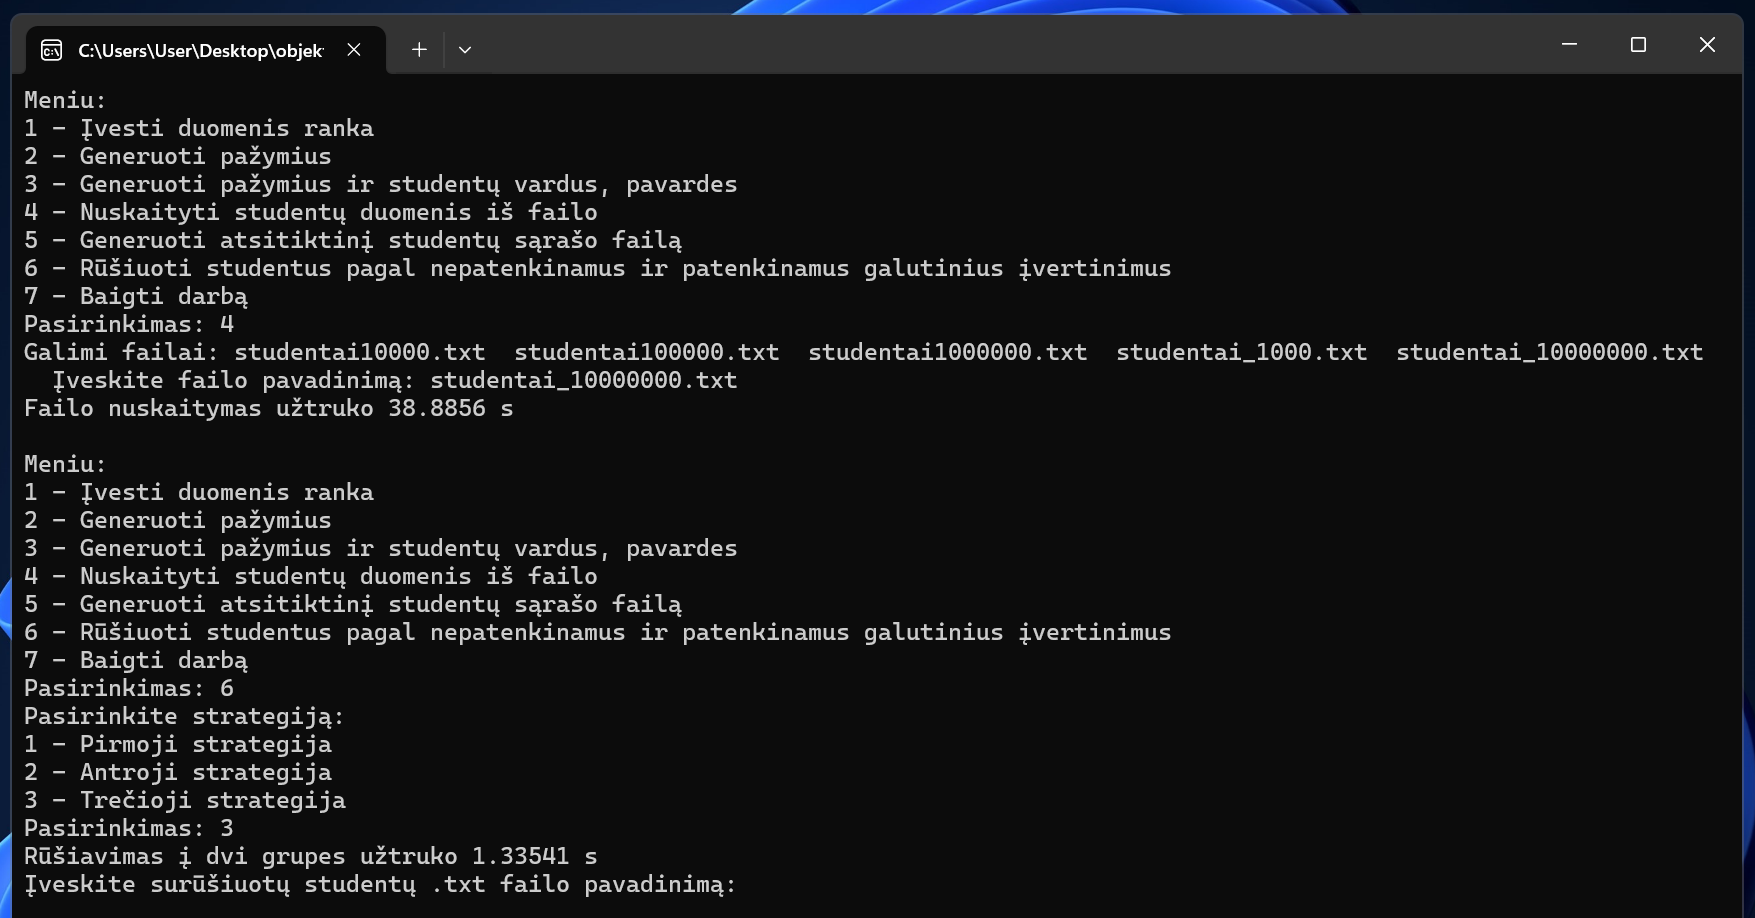 C:\Users\User\Desktop\objek
Meniu:
1 - Įvesti duomenis ranka
2 - Generuoti pažymius
3 - Generuoti pažymius ir studentų vardus, pavardes
4 - Nuskaityti studentų duomenis iš failo
5 - Generuoti atsitiktinį studentų sąrašo failą
6 - Rūšiuoti studentus pagal nepatenkinamus ir patenkinamus galutinius įvertinimus
7 - Baigti darbą
Pasirinkimas: 4
Galimi failai: studentai10000.txt  studentai100000.txt  studentai1000000.txt  studentai_1000.txt  studentai_10000000.txt
  Įveskite failo pavadinimą: studentai_10000000.txt
Failo nuskaitymas užtruko 38.8856 s
Meniu:
1 - Įvesti duomenis ranka
2 - Generuoti pažymius
3 - Generuoti pažymius ir studentų vardus, pavardes
4 - Nuskaityti studentų duomenis iš failo
5 - Generuoti atsitiktinį studentų sąrašo failą
6 - Rūšiuoti studentus pagal nepatenkinamus ir patenkinamus galutinius įvertinimus
7 - Baigti darbą
Pasirinkimas: 6
Pasirinkite strategiją:
1 - Pirmoji strategija
2 - Antroji strategija
3 - Trečioji strategija
Pasirinkimas: 3
Rūšiavimas į dvi grupes užtruko 1.33541 s
Įveskite surūšiuotų studentų .txt failo pavadinimą: